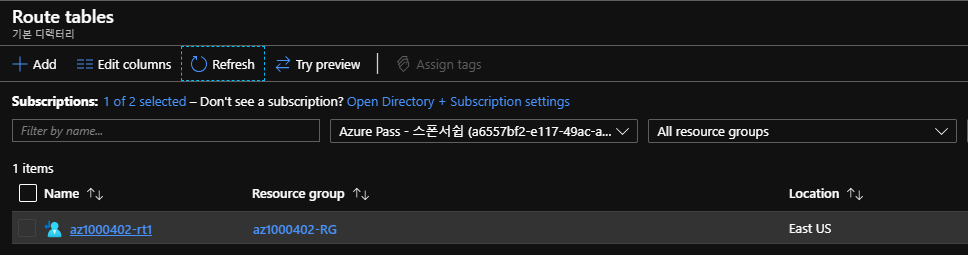 Route tables
기본 디렉터리
Add Edit columns Refresh Try preview Assign tags
Subscriptions: 1 of 2 selected – Don't see a subscription? Open Directory + Subscription settings
Filter by name... Azure Pass - 스폰서쉽 (a6557bf2-e117-49ac-a... All resource groups
1 items
Name Resource group Location
az1000402-rt1 az1000402-RG East US